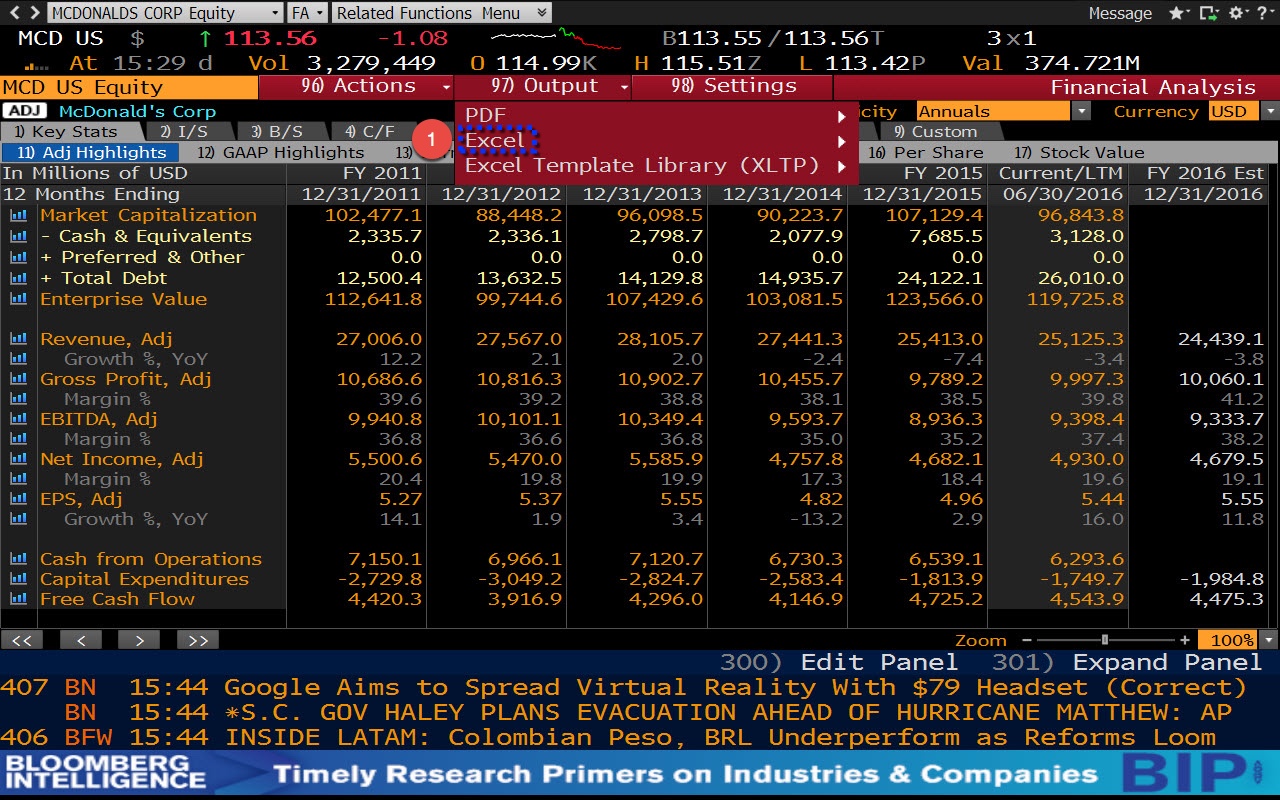 MCDONALDS CORP Equity FA Related Functions Menu Message
MCD US $ ↑ 113.56 -1.08 B113.55 /113.56T 3x1
At 15:29 d Vol 3,279,449 O 114.99K H 115.51Z L 113.42P Val 374.721M
MCD US Equity 96) Actions 97) Output 98) Settings Financial Analysis
ADJ McDonald's Corp PDF icity Annuals Currency USD
1) Key Stats 2) I/S 3) B/S 4) C/F 1 Excel 9) Custom
11) Adj Highlights 12) GAAP Highlights 13) Excel Template Library (XLTP) 16) Per Share 17) Stock Value
In Millions of USD FY 2011 FY 2015 Current/LTM FY 2016 Est
12 Months Ending 12/31/2011 12/31/2012 12/31/2013 12/31/2014 12/31/2015 06/30/2016 12/31/2016
Market Capitalization 102,477.1 88,448.2 96,098.5 90,223.7 107,129.4 96,843.8
- Cash & Equivalents 2,335.7 2,336.1 2,798.7 2,077.9 7,685.5 3,128.0
+ Preferred & Other 0.0 0.0 0.0 0.0 0.0 0.0
+ Total Debt 12,500.4 13,632.5 14,129.8 14,935.7 24,122.1 26,010.0
Enterprise Value 112,641.8 99,744.6 107,429.6 103,081.5 123,566.0 119,725.8
Revenue, Adj 27,006.0 27,567.0 28,105.7 27,441.3 25,413.0 25,125.3 24,439.1
Growth %, YoY 12.2 2.1 2.0 -2.4 -7.4 -3.4 -3.8
Gross Profit, Adj 10,686.6 10,816.3 10,902.7 10,455.7 9,789.2 9,997.3 10,060.1
Margin % 39.6 39.2 38.8 38.1 38.5 39.8 41.2
EBITDA, Adj 9,940.8 10,101.1 10,349.4 9,593.7 8,936.3 9,398.4 9,333.7
Margin % 36.8 36.6 36.8 35.0 35.2 37.4 38.2
Net Income, Adj 5,500.6 5,470.0 5,585.9 4,757.8 4,682.1 4,930.0 4,679.5
Margin % 20.4 19.8 19.9 17.3 18.4 19.6 19.1
EPS, Adj 5.27 5.37 5.55 4.82 4.96 5.44 5.55
Growth %, YoY 14.1 1.9 3.4 -13.2 2.9 16.0 11.8
Cash from Operations 7,150.1 6,966.1 7,120.7 6,730.3 6,539.1 6,293.6
Capital Expenditures -2,729.8 -3,049.2 -2,824.7 -2,583.4 -1,813.9 -1,749.7 -1,984.8
Free Cash Flow 4,420.3 3,916.9 4,296.0 4,146.9 4,725.2 4,543.9 4,475.3
<< < > >> Zoom - + 100%
300) Edit Panel 301) Expand Panel
407 BN 15:44 Google Aims to Spread Virtual Reality With $79 Headset (Correct)
BN 15:44 *S.C. GOV HALEY PLANS EVACUATION AHEAD OF HURRICANE MATTHEW: AP
406 BFW 15:44 INSIDE LATAM: Colombian Peso, BRL Underperform as Reforms Loom
BLOOMBERG INTELLIGENCE Timely Research Primers on Industries & Companies BIP